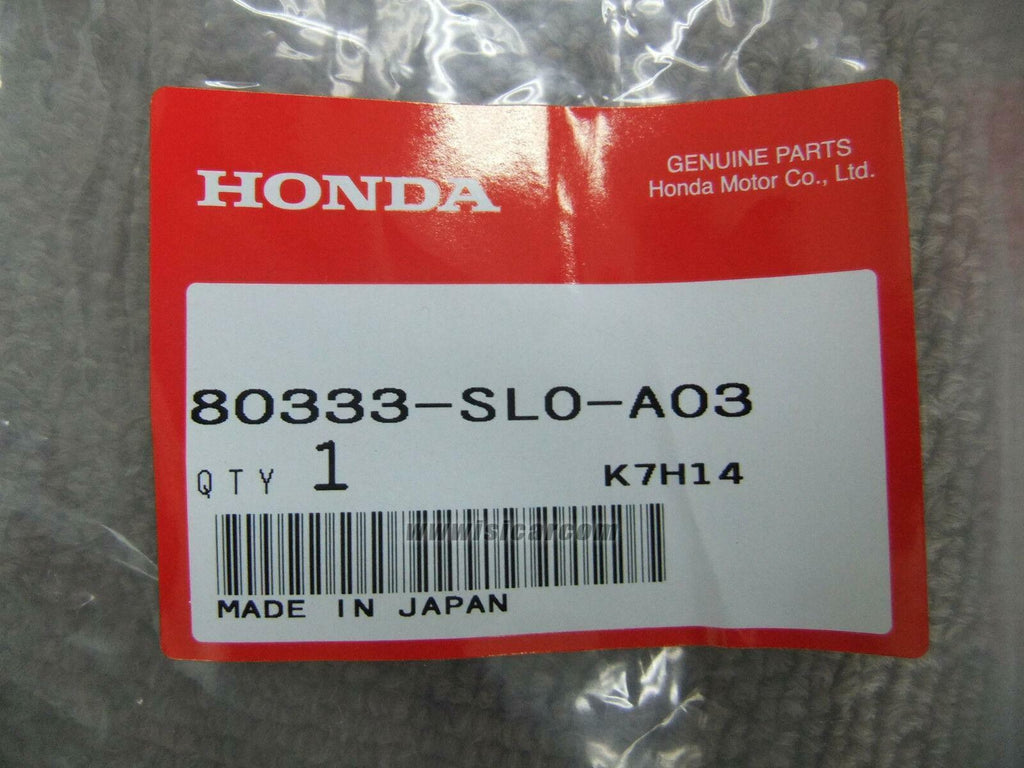 HONDA
GENUINE PARTS
Honda Motor Co., Ltd.
80333-SL0-A03
QTY 1
K7H14
www.isicar.com
MADE IN JAPAN